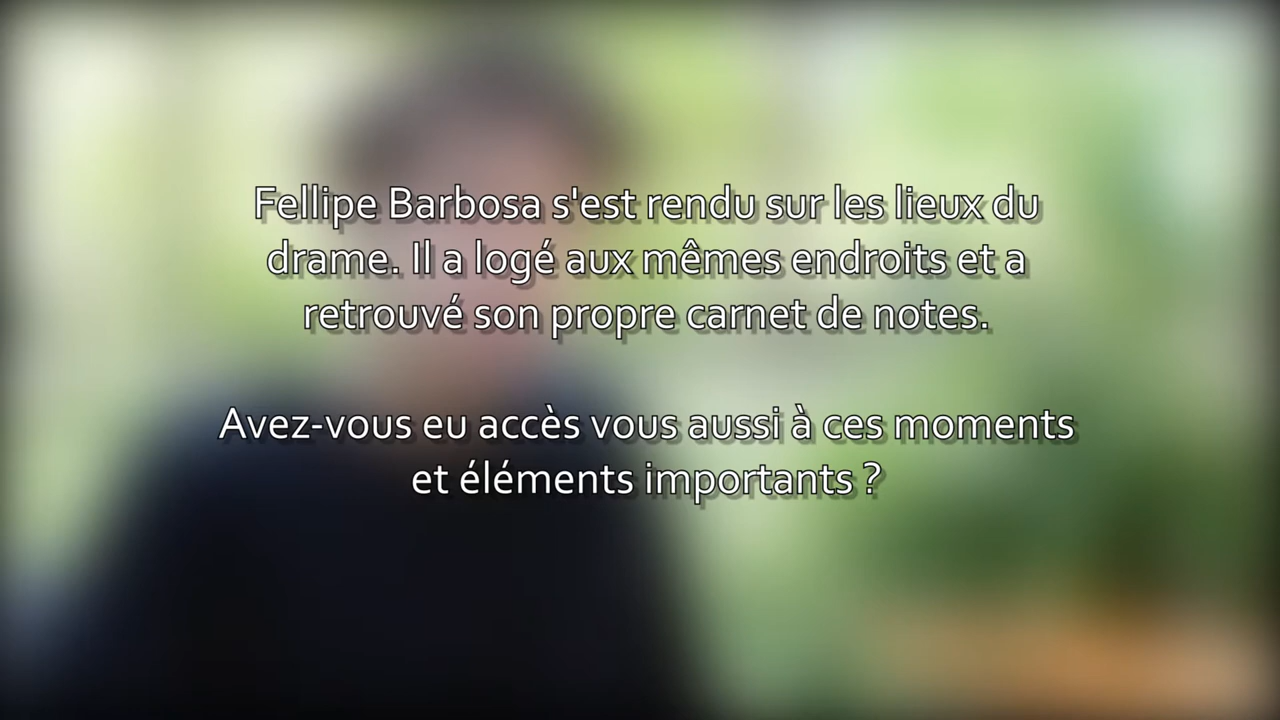 Fellipe Barbosa s'est rendu sur les lieux du
drame. Il a logé aux mêmes endroits et a
retrouvé son propre carnet de notes.
Avez-vous eu accès vous aussi à ces moments
et éléments importants ?